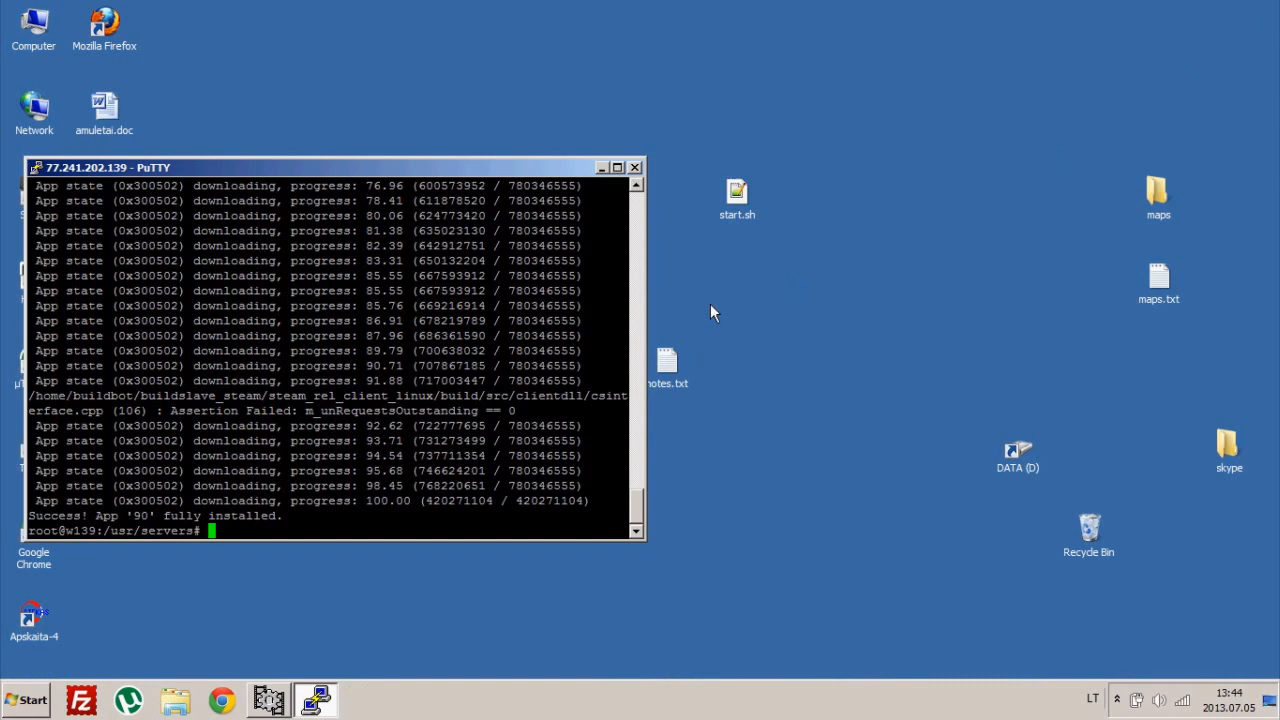 Computer
Mozilla Firefox
Network
amuletai.doc
77.241.202.139 - PuTTY
App state (0x300502) downloading, progress: 76.96 (600573952 / 780346555)
App state (0x300502) downloading, progress: 78.41 (611878520 / 780346555)
App state (0x300502) downloading, progress: 80.06 (624773420 / 780346555)
App state (0x300502) downloading, progress: 81.38 (635023130 / 780346555)
App state (0x300502) downloading, progress: 82.39 (642912751 / 780346555)
App state (0x300502) downloading, progress: 83.31 (650132204 / 780346555)
App state (0x300502) downloading, progress: 85.55 (667593912 / 780346555)
App state (0x300502) downloading, progress: 85.55 (667593912 / 780346555)
App state (0x300502) downloading, progress: 85.76 (669216914 / 780346555)
App state (0x300502) downloading, progress: 86.91 (678219789 / 780346555)
App state (0x300502) downloading, progress: 87.96 (686361590 / 780346555)
App state (0x300502) downloading, progress: 89.79 (700638032 / 780346555)
App state (0x300502) downloading, progress: 90.71 (707867185 / 780346555)
App state (0x300502) downloading, progress: 91.88 (717003447 / 780346555)
/home/buildbot/buildslave_steam/steam_rel_client_linux/build/src/clientdll/csint
erface.cpp (106) : Assertion Failed: m_unRequestsOutstanding == 0
App state (0x300502) downloading, progress: 92.62 (722777695 / 780346555)
App state (0x300502) downloading, progress: 93.71 (731273499 / 780346555)
App state (0x300502) downloading, progress: 94.54 (737711354 / 780346555)
App state (0x300502) downloading, progress: 95.68 (746624201 / 780346555)
App state (0x300502) downloading, progress: 98.45 (768220651 / 780346555)
App state (0x300502) downloading, progress: 100.00 (420271104 / 420271104)
Success! App '90' fully installed.
root@w139:/usr/servers#
start.sh
maps
maps.txt
notes.txt
DATA (D)
skype
Recycle Bin
Google
Chrome
Apskaita-4
Start
LT
13:44
2013.07.05